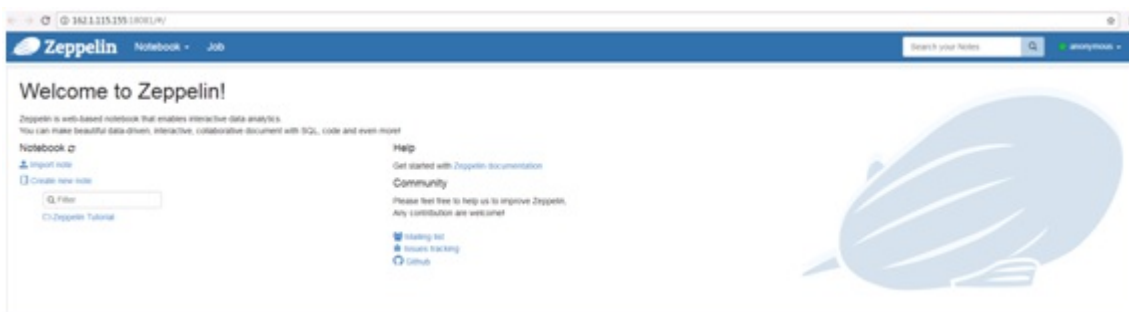 162.1.115.155:18081/#/
Zeppelin Notebook Job Search your Notes anonymous
Welcome to Zeppelin!
Zeppelin is web-based notebook that enables interactive data analytics.
You can make beautiful data-driven, interactive, collaborative document with SQL, code and even more!
Notebook
Import note
Create new note
Filter
Zeppelin Tutorial
Help
Get started with Zeppelin documentation
Community
Please feel free to help us to improve Zeppelin,
Any contribution are welcome!
Mailing list
Issues tracking
Github